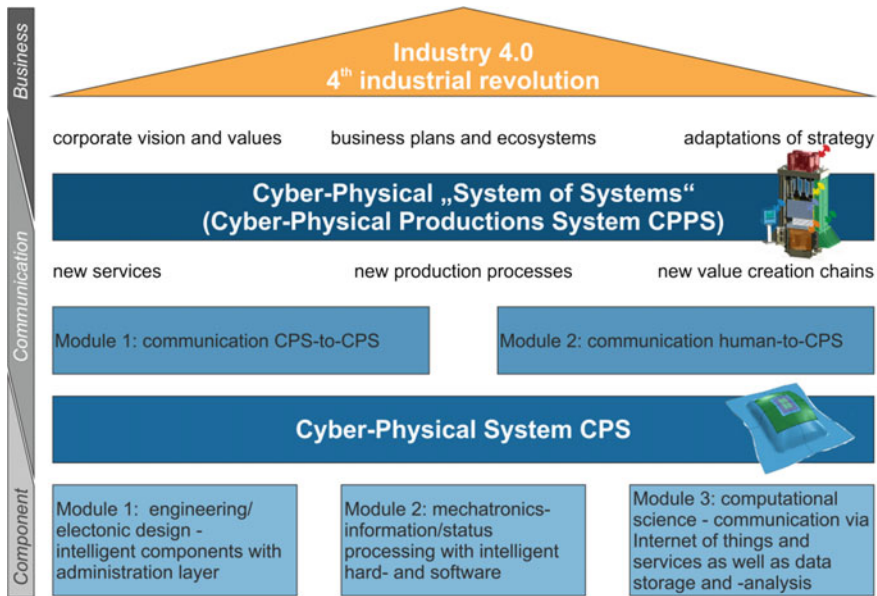 Business
Communication
Component
Industry 4.0
4th industrial revolution
corporate vision and values
business plans and ecosystems
adaptations of strategy
Cyber-Physical „System of Systems“
(Cyber-Physical Productions System CPPS)
new services
new production processes
new value creation chains
Module 1: communication CPS-to-CPS
Module 2: communication human-to-CPS
Cyber-Physical System CPS
Module 1: engineering/
electonic design -
intelligent components with
administration layer
Module 2: mechatronics-
information/status
processing with intelligent
hard- and software
Module 3: computational
science - communication via
Internet of things and
services as well as data
storage and -analysis